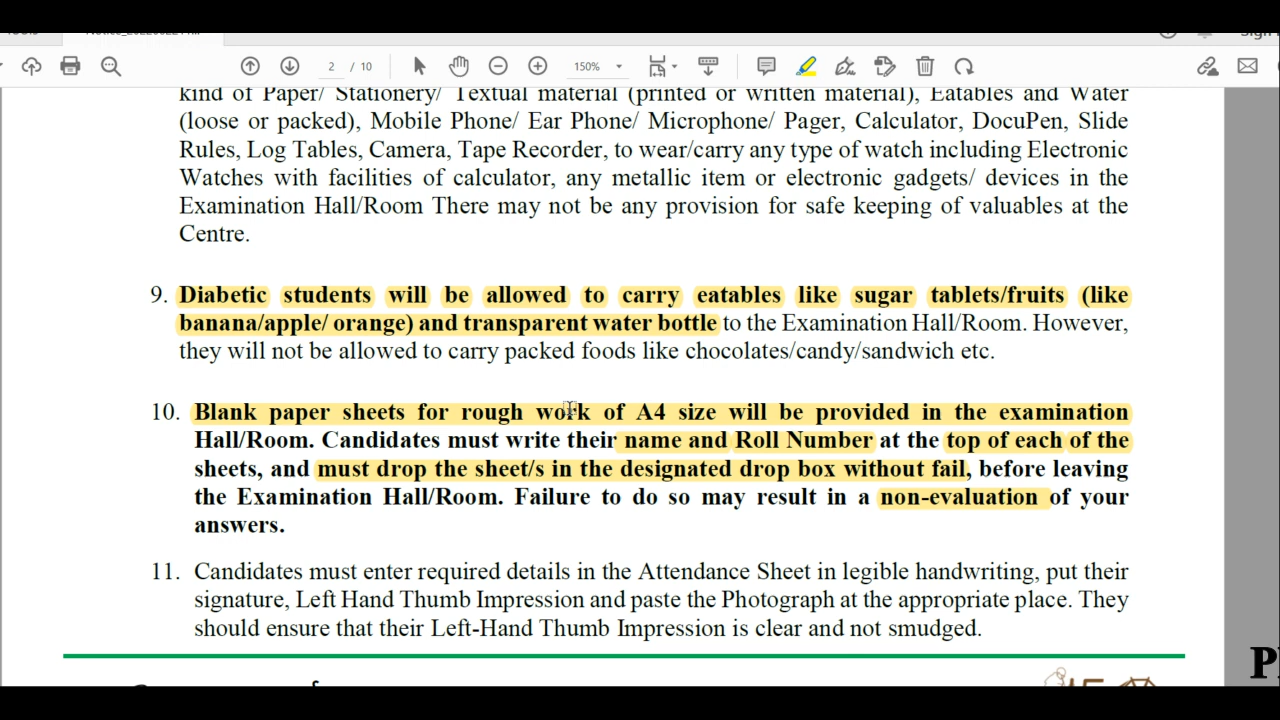 2 / 10
150%
kind of Paper/ Stationery/ Textual material (printed or written material), Eatables and Water
(loose or packed), Mobile Phone/ Ear Phone/ Microphone/ Pager, Calculator, DocuPen, Slide
Rules, Log Tables, Camera, Tape Recorder, to wear/carry any type of watch including Electronic
Watches with facilities of calculator, any metallic item or electronic gadgets/ devices in the
Examination Hall/Room There may not be any provision for safe keeping of valuables at the
Centre.
9. Diabetic students will be allowed to carry eatables like sugar tablets/fruits (like
banana/apple/ orange) and transparent water bottle to the Examination Hall/Room. However,
they will not be allowed to carry packed foods like chocolates/candy/sandwich etc.
10. Blank paper sheets for rough work of A4 size will be provided in the examination
Hall/Room. Candidates must write their name and Roll Number at the top of each of the
sheets, and must drop the sheet/s in the designated drop box without fail, before leaving
the Examination Hall/Room. Failure to do so may result in a non-evaluation of your
answers.
11. Candidates must enter required details in the Attendance Sheet in legible handwriting, put their
signature, Left Hand Thumb Impression and paste the Photograph at the appropriate place. They
should ensure that their Left-Hand Thumb Impression is clear and not smudged.